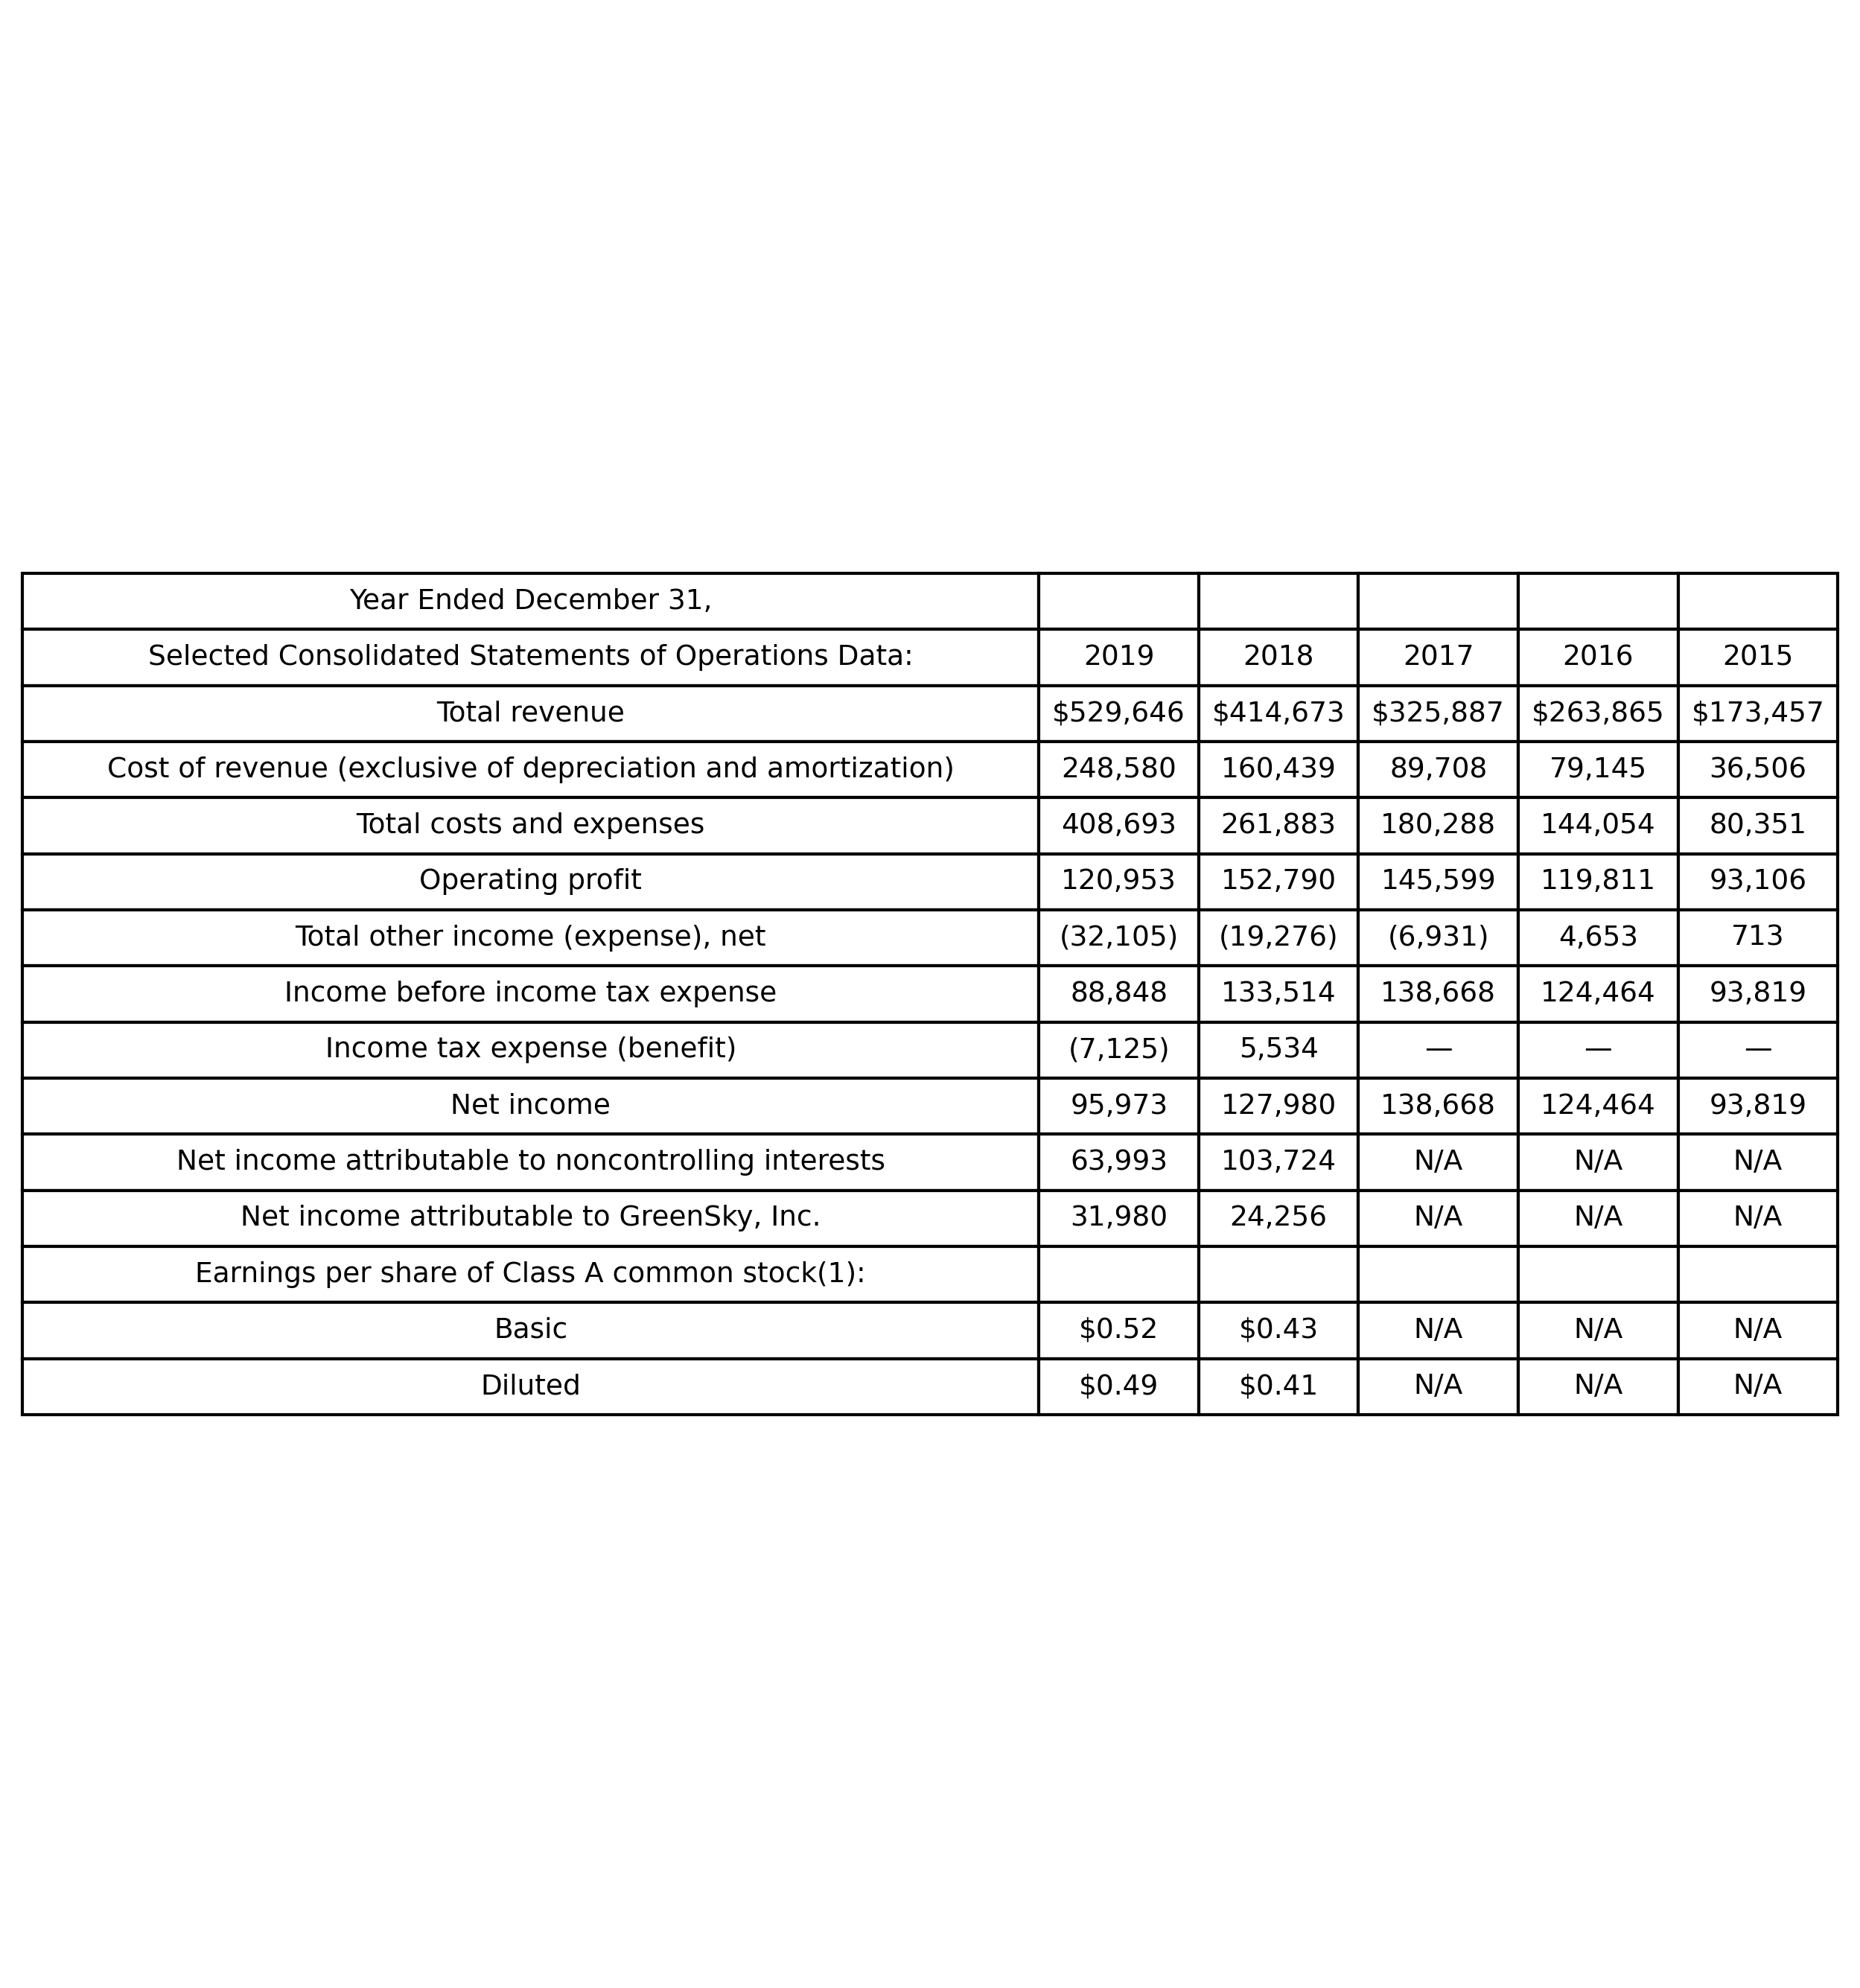 Year Ended December 31,
Selected Consolidated Statements of Operations Data: 2019 2018 2017 2016 2015
Total revenue $529,646 $414,673 $325,887 $263,865 $173,457
Cost of revenue (exclusive of depreciation and amortization) 248,580 160,439 89,708 79,145 36,506
Total costs and expenses 408,693 261,883 180,288 144,054 80,351
Operating profit 120,953 152,790 145,599 119,811 93,106
Total other income (expense), net (32,105) (19,276) (6,931) 4,653 713
Income before income tax expense 88,848 133,514 138,668 124,464 93,819
Income tax expense (benefit) (7,125) 5,534 — — —
Net income 95,973 127,980 138,668 124,464 93,819
Net income attributable to noncontrolling interests 63,993 103,724 N/A N/A N/A
Net income attributable to GreenSky, Inc. 31,980 24,256 N/A N/A N/A
Earnings per share of Class A common stock(1):
Basic $0.52 $0.43 N/A N/A N/A
Diluted $0.49 $0.41 N/A N/A N/A